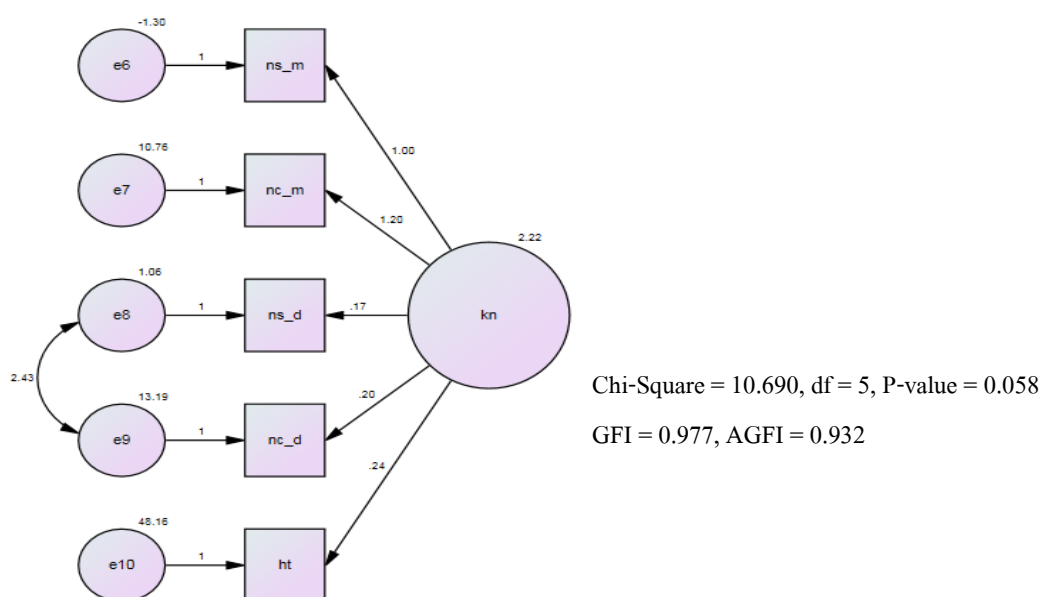 -1.30
e6 1 ns_m
1.00
10.76
e7 1 nc_m
1.20
2.22
1.06
e8 1 ns_d .17 kn
2.43
13.19
e9 1 nc_d .20
.24
48.16
e10 1 ht
Chi-Square = 10.690, df = 5, P-value = 0.058
GFI = 0.977, AGFI = 0.932